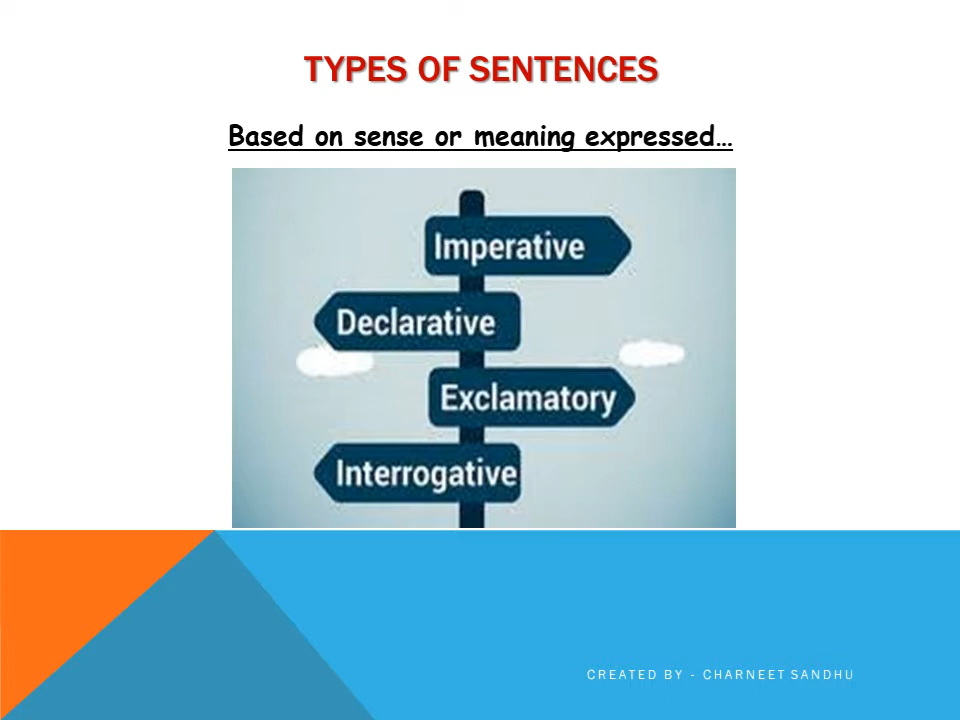 TYPES OF SENTENCES
Based on sense or meaning expressed…
Imperative
Declarative
Exclamatory
Interrogative
CREATED BY - CHARNEET SANDHU